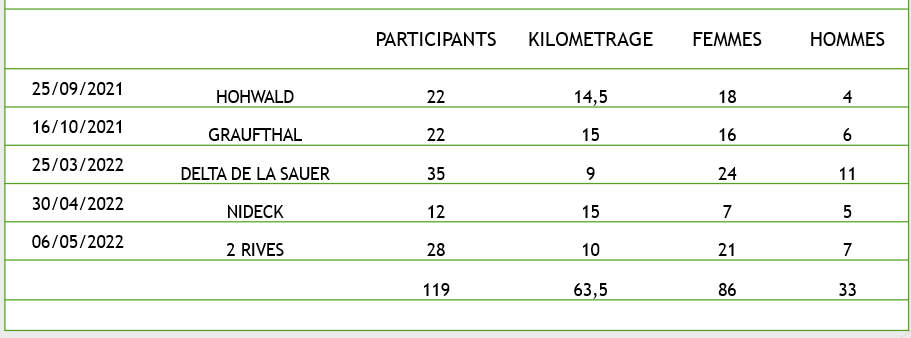 PARTICIPANTS KILOMETRAGE FEMMES HOMMES
25/09/2021 HOHWALD 22 14,5 18 4
16/10/2021 GRAUFTHAL 22 15 16 6
25/03/2022 DELTA DE LA SAUER 35 9 24 11
30/04/2022 NIDECK 12 15 7 5
06/05/2022 2 RIVES 28 10 21 7
119 63,5 86 33